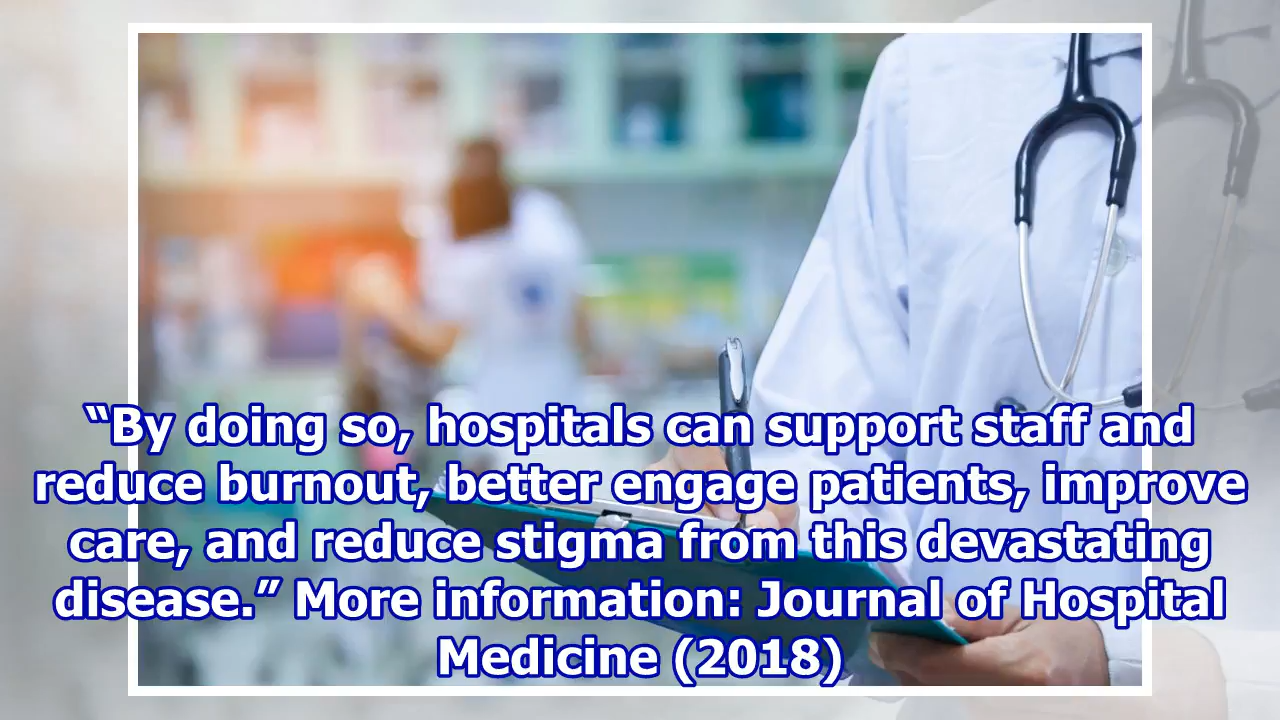 “By doing so, hospitals can support staff and
reduce burnout, better engage patients, improve
care, and reduce stigma from this devastating
disease.” More information: Journal of Hospital
Medicine (2018)